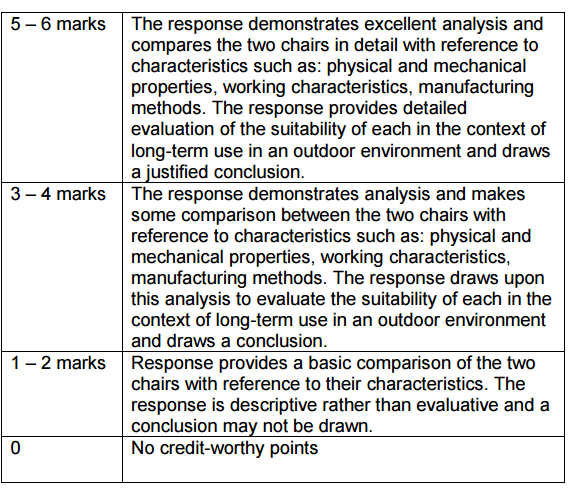 5 – 6 marks
The response demonstrates excellent analysis and
compares the two chairs in detail with reference to
characteristics such as: physical and mechanical
properties, working characteristics, manufacturing
methods. The response provides detailed
evaluation of the suitability of each in the context of
long-term use in an outdoor environment and draws
a justified conclusion.
3 – 4 marks
The response demonstrates analysis and makes
some comparison between the two chairs with
reference to characteristics such as: physical and
mechanical properties, working characteristics,
manufacturing methods. The response draws upon
this analysis to evaluate the suitability of each in the
context of long-term use in an outdoor environment
and draws a conclusion.
1 – 2 marks
Response provides a basic comparison of the two
chairs with reference to their characteristics. The
response is descriptive rather than evaluative and a
conclusion may not be drawn.
0
No credit-worthy points